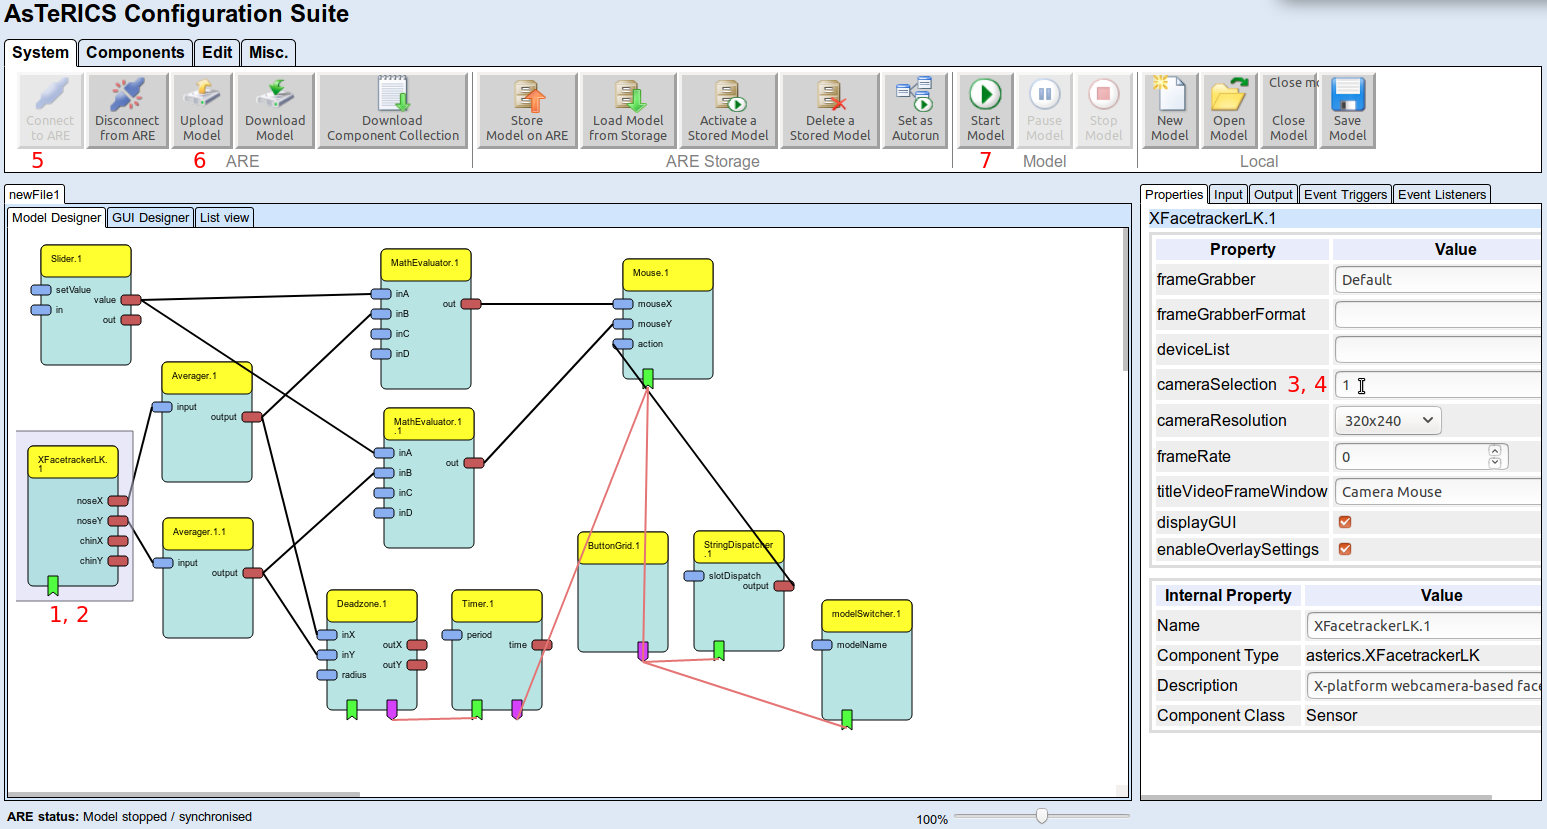 AsTeRICS Configuration Suite
System Components Edit Misc.
Connect to ARE
Disconnect from ARE
Upload Model
Download Model
Download Component Collection
Store Model on ARE
Load Model from Storage
Activate a Stored Model
Delete a Stored Model
Set as Autorun
Start Model
Pause Model
Stop Model
New Model
Open Model
Close mo
Close Model
Save Model
5 6 ARE ARE Storage 7 Model Local
newFile1
Model Designer GUI Designer List view
Slider.1
setValue
in
value
out
MathEvaluator.1
inA
inB
inC
inD
out
Mouse.1
mouseX
mouseY
action
Averager.1
input
output
MathEvaluator.1
.1
inA
inB
inC
inD
out
XFacetrackerLK.
1
noseX
noseY
chinX
chinY
1, 2
Averager.1.1
input
output
Deadzone.1
inX
inY
radius
outX
outY
Timer.1
period
time
ButtonGrid.1
StringDispatcher
.1
slotDispatch
output
modelSwitcher.1
modelName
Properties Input Output Event Triggers Event Listeners
XFacetrackerLK.1
Property Value
frameGrabber Default
frameGrabberFormat
deviceList
cameraSelection 3, 4 1
cameraResolution 320x240
frameRate 0
titleVideoFrameWindow Camera Mouse
displayGUI
enableOverlaySettings
Internal Property Value
Name XFacetrackerLK.1
Component Type asterics.XFacetrackerLK
Description X-platform webcamera-based face
Component Class Sensor
ARE status: Model stopped / synchronised
100%